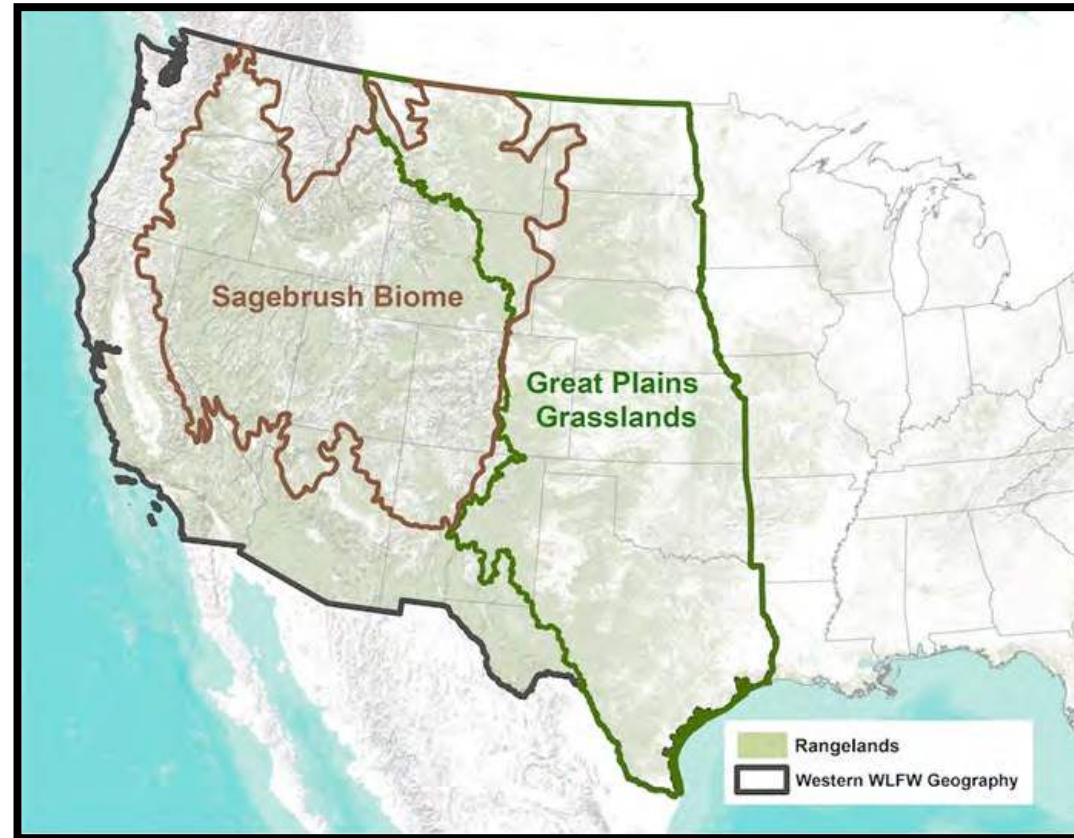 Sagebrush Biome
Great Plains
Grasslands
Rangelands
Western WLFW Geography